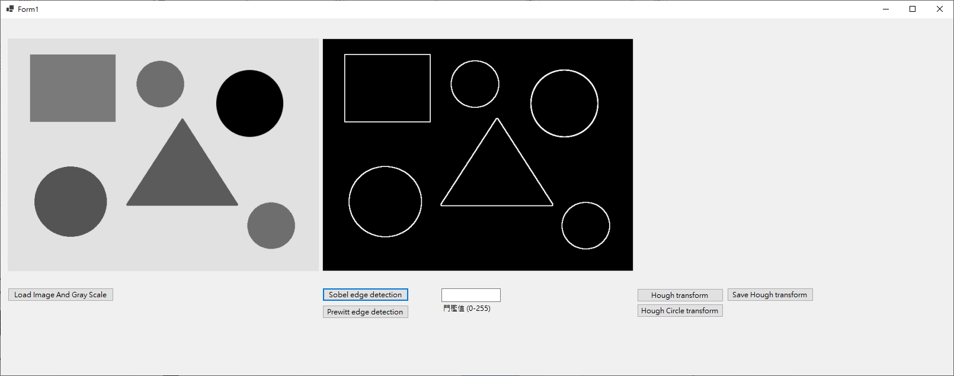 Form1
Load Image And Gray Scale
Sobel edge detection
Prewitt edge detection
門檻值 (0-255)
Hough transform
Save Hough transform
Hough Circle transform